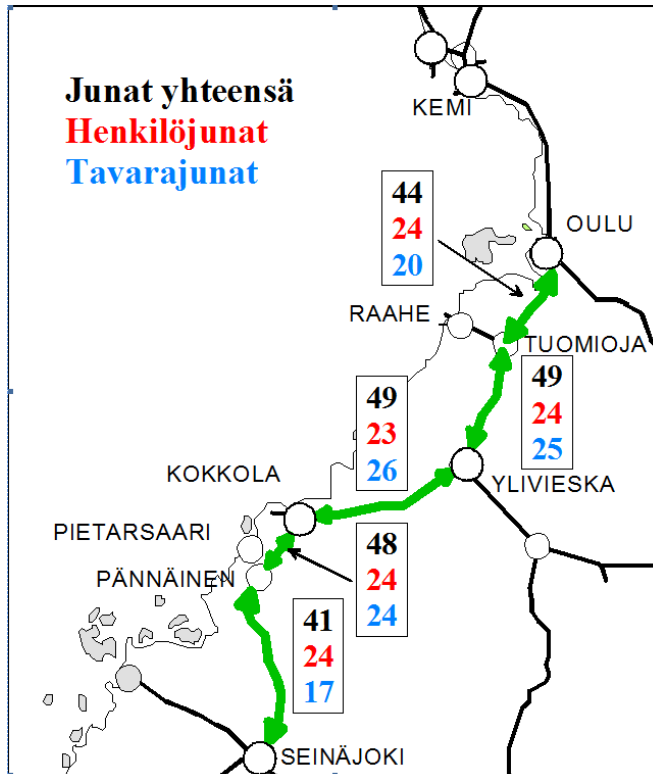 Junat yhteensä
Henkilöjunat
Tavarajunat
KEMI
44
24
20
OULU
RAAHE
TUOMIOJA
49
24
25
49
23
26
KOKKOLA
YLIVIESKA
PIETARSAARI
PÄNNÄINEN
48
24
24
41
24
17
SEINÄJOKI